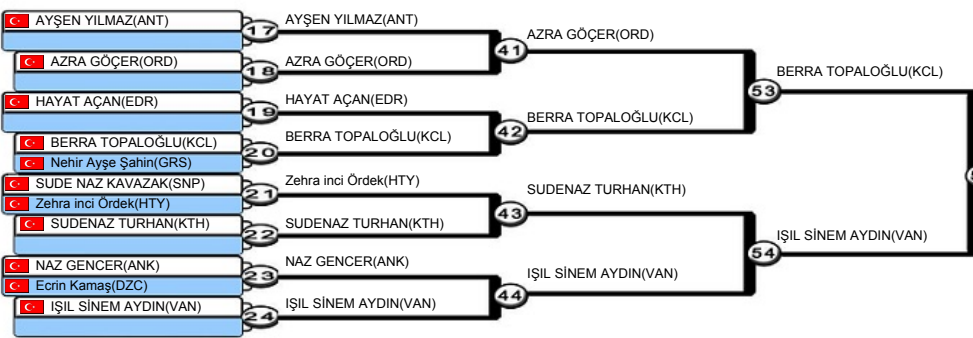 AYŞEN YILMAZ(ANT)
17
AZRA GÖÇER(ORD)
18
HAYAT AÇAN(EDR)
19
BERRA TOPALOĞLU(KCL)
Nehir Ayşe Şahin(GRS)
20
SUDE NAZ KAVAZAK(SNP)
Zehra inci Ördek(HTY)
21
SUDENAZ TURHAN(KTH)
22
NAZ GENCER(ANK)
Ecrin Kamaş(DZC)
23
IŞIL SİNEM AYDIN(VAN)
24
AYŞEN YILMAZ(ANT)
AZRA GÖÇER(ORD)
41
HAYAT AÇAN(EDR)
BERRA TOPALOĞLU(KCL)
42
Zehra inci Ördek(HTY)
SUDENAZ TURHAN(KTH)
43
NAZ GENCER(ANK)
IŞIL SİNEM AYDIN(VAN)
44
AZRA GÖÇER(ORD)
BERRA TOPALOĞLU(KCL)
53
SUDENAZ TURHAN(KTH)
IŞIL SİNEM AYDIN(VAN)
54
BERRA TOPALOĞLU(KCL)
IŞIL SİNEM AYDIN(VAN)